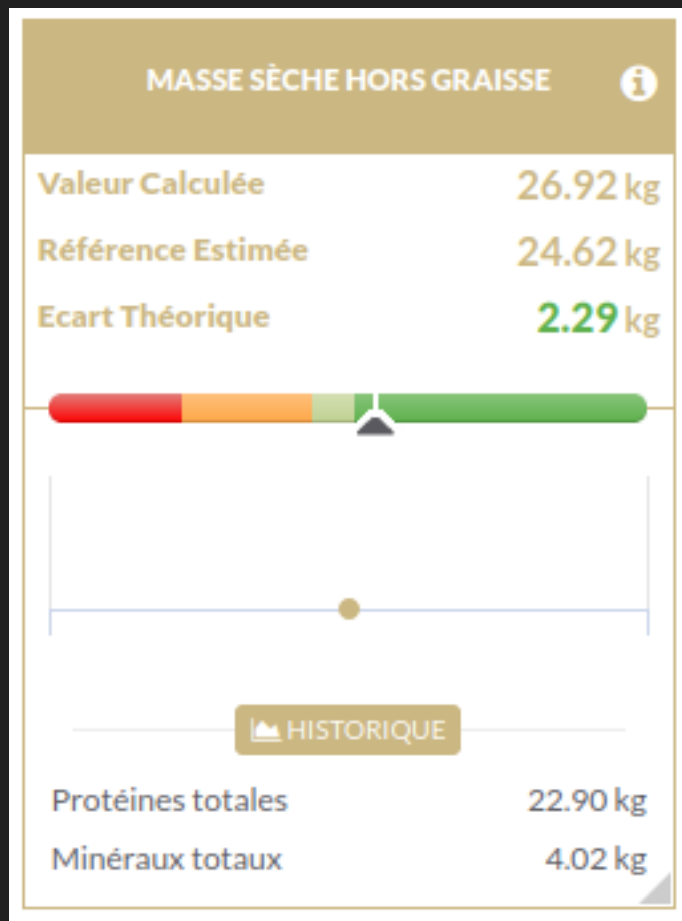 MASSE SÈCHE HORS GRAISSE
Valeur Calculée 26.92 kg
Référence Estimée 24.62 kg
Ecart Théorique 2.29 kg
HISTORIQUE
Protéines totales 22.90 kg
Minéraux totaux 4.02 kg